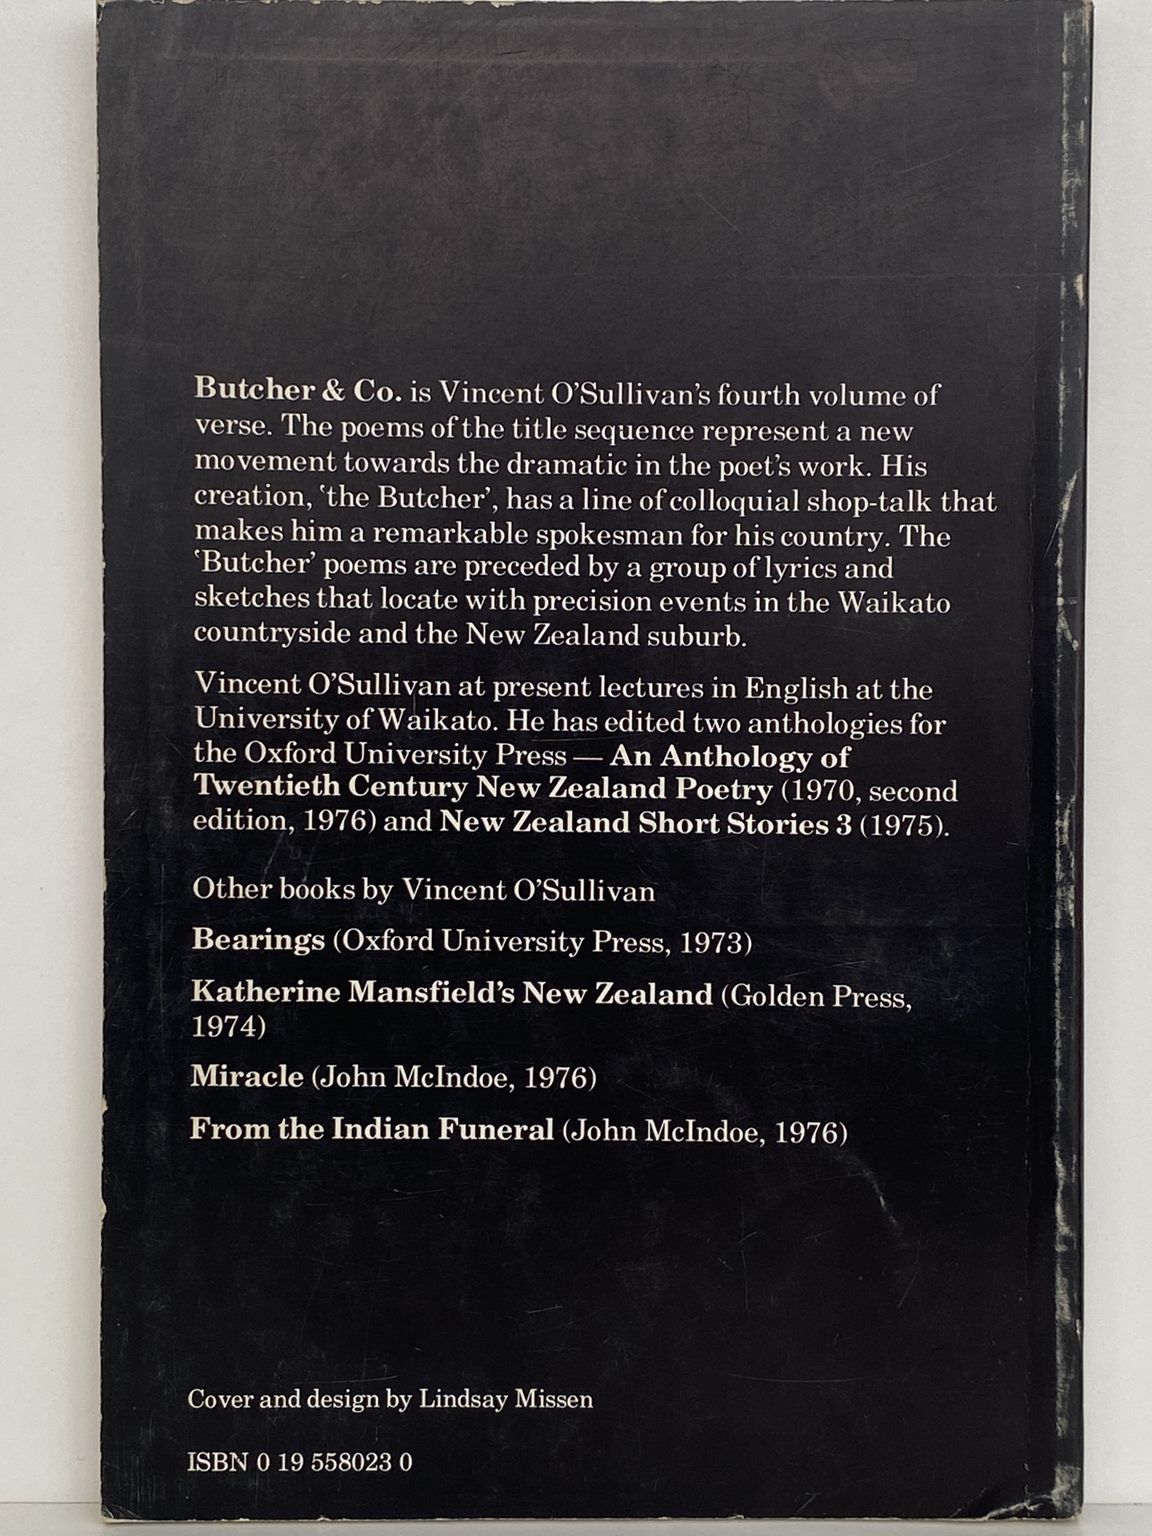 Butcher & Co. is Vincent O'Sullivan's fourth volume of
verse. The poems of the title sequence represent a new
movement towards the dramatic in the poet's work. His
creation, ‘the Butcher’, has a line of colloquial shop-talk that
makes him a remarkable spokesman for his country. The
‘Butcher’ poems are preceded by a group of lyrics and
sketches that locate with precision events in the Waikato
countryside and the New Zealand suburb.
Vincent O'Sullivan at present lectures in English at the
University of Waikato. He has edited two anthologies for
the Oxford University Press — An Anthology of
Twentieth Century New Zealand Poetry (1970, second
edition, 1976) and New Zealand Short Stories 3 (1975).
Other books by Vincent O'Sullivan
Bearings (Oxford University Press, 1973)
Katherine Mansfield's New Zealand (Golden Press,
1974)
Miracle (John McIndoe, 1976)
From the Indian Funeral (John McIndoe, 1976)
Cover and design by Lindsay Missen
ISBN 0 19 558023 0